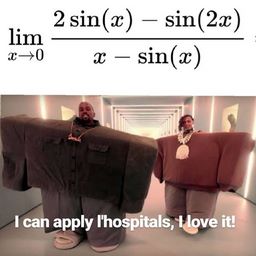 lim x→0 (2 sin(x) − sin(2x)) / (x − sin(x))
I can apply l'hospitals, I love it!